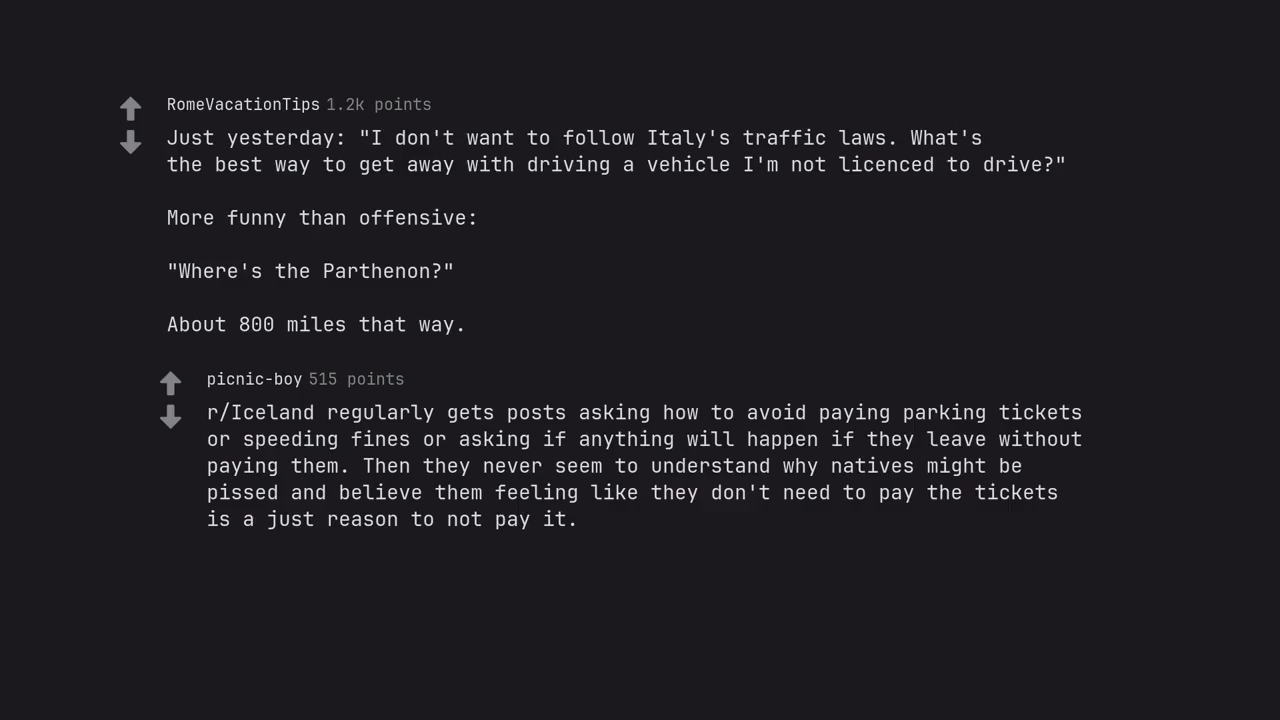 RomeVacationTips 1.2k points
Just yesterday: "I don't want to follow Italy's traffic laws. What's
the best way to get away with driving a vehicle I'm not licenced to drive?"
More funny than offensive:
"Where's the Parthenon?"
About 800 miles that way.
picnic-boy 515 points
r/Iceland regularly gets posts asking how to avoid paying parking tickets
or speeding fines or asking if anything will happen if they leave without
paying them. Then they never seem to understand why natives might be
pissed and believe them feeling like they don't need to pay the tickets
is a just reason to not pay it.